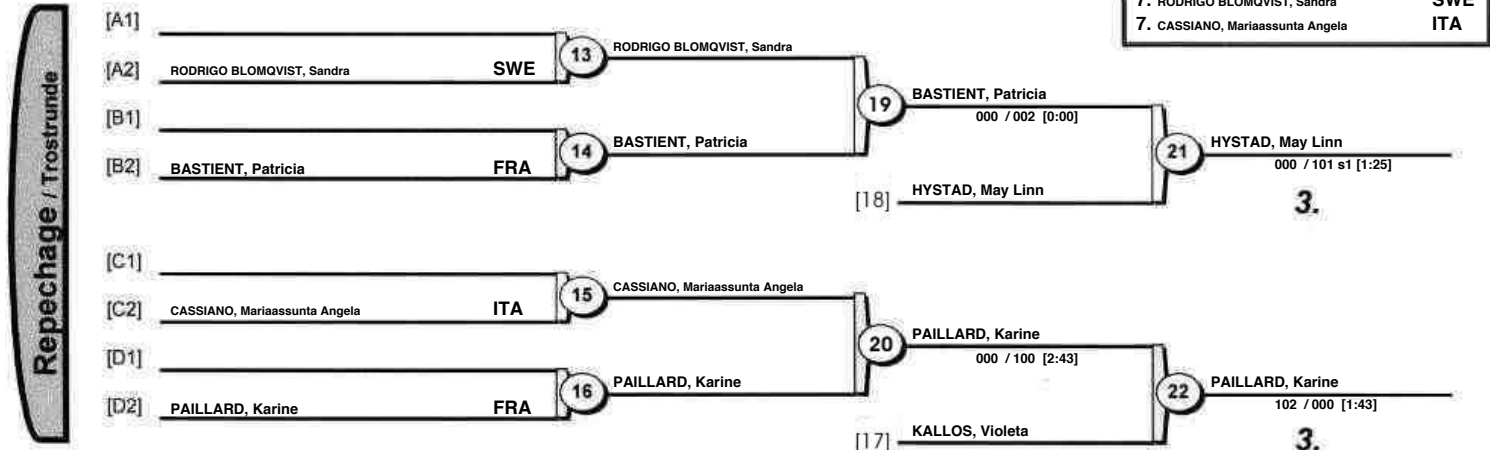 7. RODRIGO BLOMQVIST, Sandra SWE
7. CASSIANO, Mariaassunta Angela ITA
Repechage / Trostrunde
[A1]
[A2] RODRIGO BLOMQVIST, Sandra SWE
13 RODRIGO BLOMQVIST, Sandra
[B1]
[B2] BASTIENT, Patricia FRA
14 BASTIENT, Patricia
19 BASTIENT, Patricia
000 / 002 [0:00]
[18] HYSTAD, May Linn
21 HYSTAD, May Linn
000 / 101 s1 [1:25]
3.
[C1]
[C2] CASSIANO, Mariaassunta Angela ITA
15 CASSIANO, Mariaassunta Angela
[D1]
[D2] PAILLARD, Karine FRA
16 PAILLARD, Karine
20 PAILLARD, Karine
000 / 100 [2:43]
[17] KALLOS, Violeta
22 PAILLARD, Karine
102 / 000 [1:43]
3.